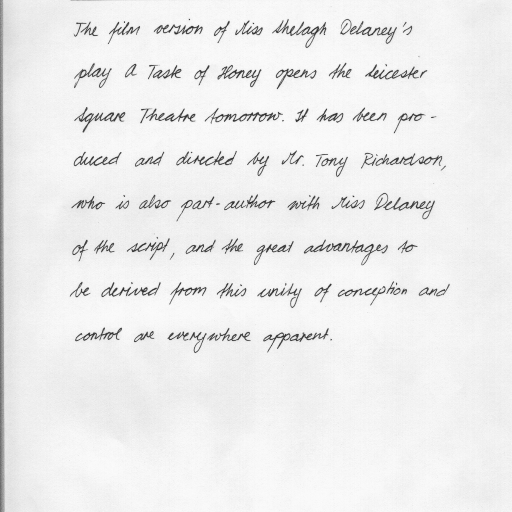 The film version of Miss Shelagh Delaney's
play A Taste of Honey opens the Leicester
Square Theatre tomorrow. It has been pro-
duced and directed by Mr. Tony Richardson,
who is also part-author with Miss Delaney
of the script, and the great advantages to
be derived from this unity of conception and
control are everywhere apparent.